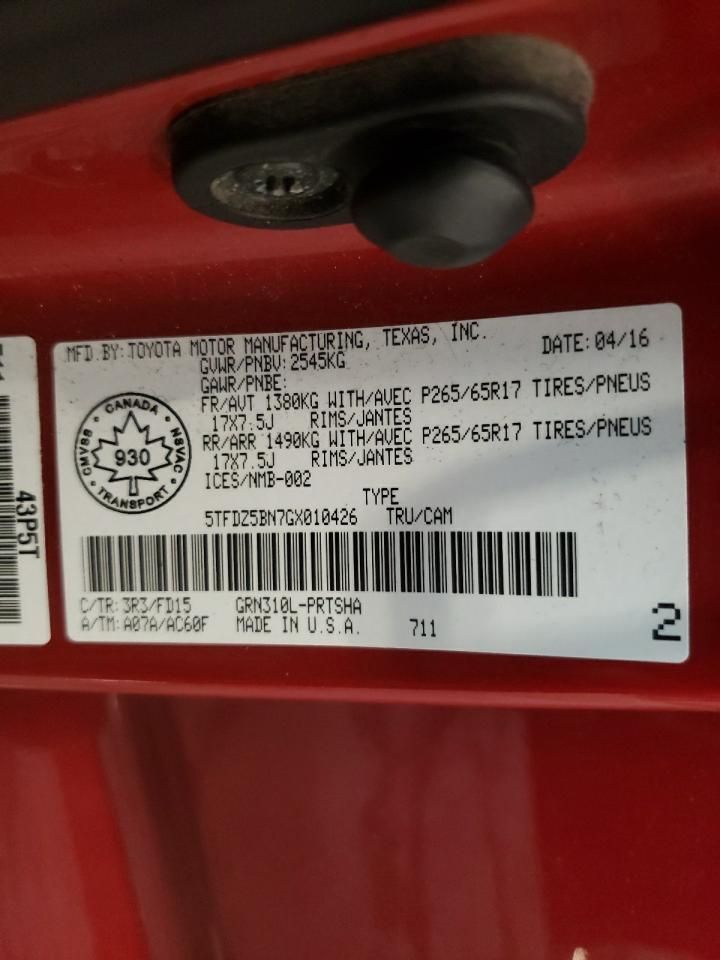 MFD.BY:TOYOTA MOTOR MANUFACTURING, TEXAS, INC.
DATE:04/16
GVWR/PNBV:2545KG
GAWR/PNBE:
FR/AVT 1380KG WITH/AVEC P265/65R17 TIRES/PNEUS
17X7.5J RIMS/JANTES
RR/ARR 1490KG WITH/AVEC P265/65R17 TIRES/PNEUS
17X7.5J RIMS/JANTES
ICES/NMB-002
TYPE
5TFDZ5BN7GX010426 TRU/CAM
C/TR:3R3/FD15 GRN310L-PRTSHA
A/TM:A07A/AC60F MADE IN U.S.A. 711
2
CANADA
CMVSS
NSVAC
930
TRANSPORT
43P5T